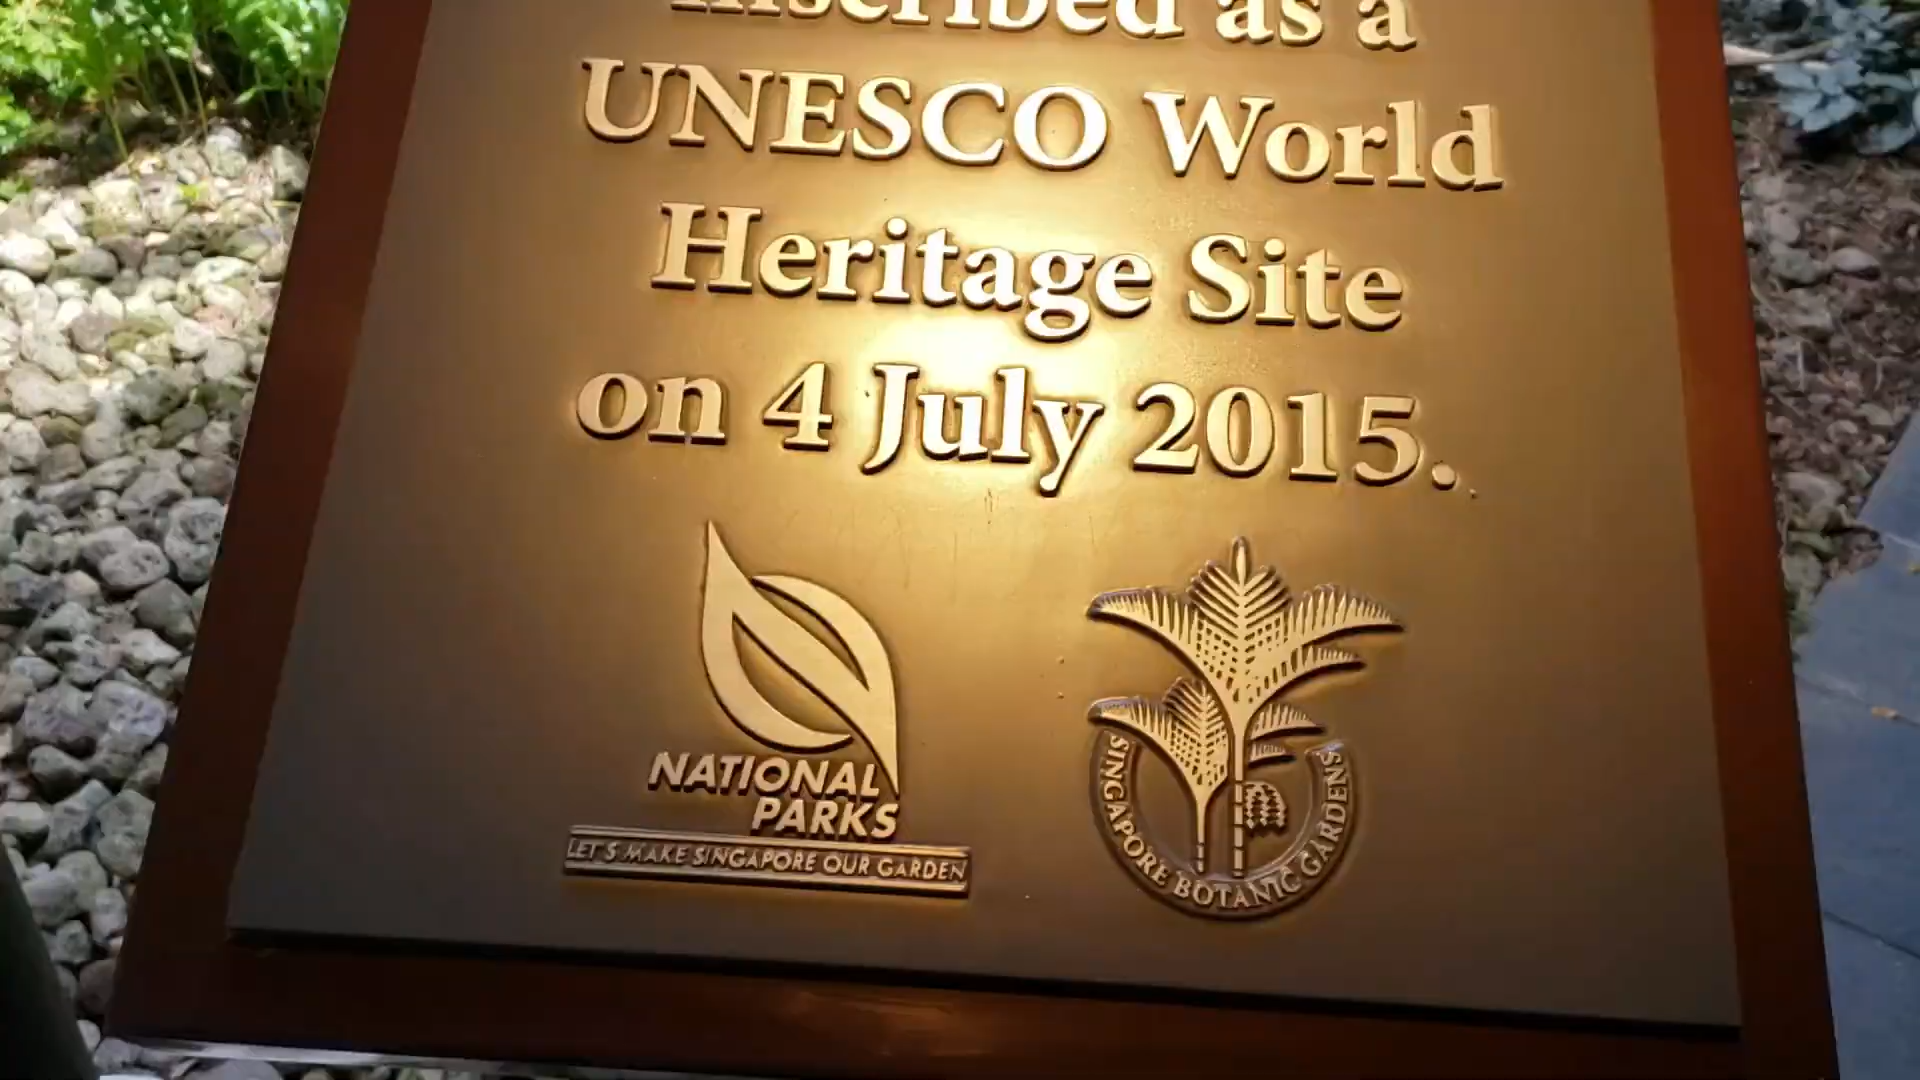 inscribed as a
UNESCO World
Heritage Site
on 4 July 2015.
NATIONAL
PARKS
LET'S MAKE SINGAPORE OUR GARDEN
SINGAPORE BOTANIC GARDENS